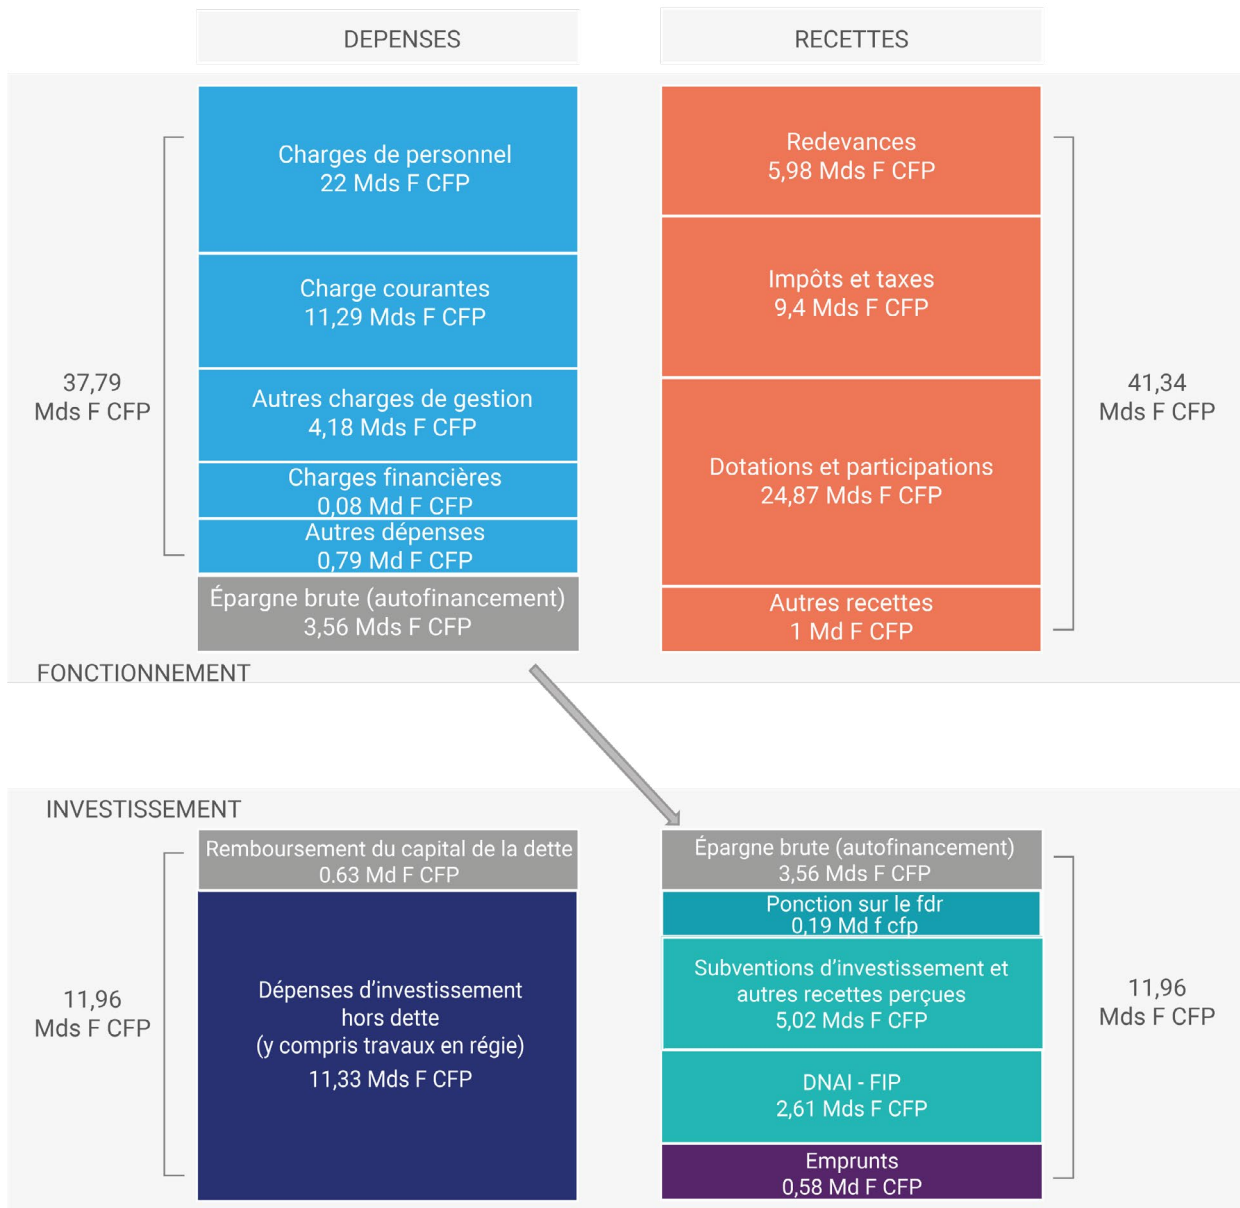 DEPENSES
RECETTES
Charges de personnel
22 Mds F CFP
Charge courantes
11,29 Mds F CFP
Autres charges de gestion
4,18 Mds F CFP
Charges financières
0,08 Md F CFP
Autres dépenses
0,79 Md F CFP
Épargne brute (autofinancement)
3,56 Mds F CFP
37,79
Mds F CFP
Redevances
5,98 Mds F CFP
Impôts et taxes
9,4 Mds F CFP
Dotations et participations
24,87 Mds F CFP
Autres recettes
1 Md F CFP
41,34
Mds F CFP
FONCTIONNEMENT
INVESTISSEMENT
Remboursement du capital de la dette
0.63 Md F CFP
Dépenses d’investissement
hors dette
(y compris travaux en régie)
11,33 Mds F CFP
11,96
Mds F CFP
Épargne brute (autofinancement)
3,56 Mds F CFP
Ponction sur le fdr
0,19 Md f cfp
Subventions d’investissement et
autres recettes perçues
5,02 Mds F CFP
DNAI - FIP
2,61 Mds F CFP
Emprunts
0,58 Md F CFP
11,96
Mds F CFP